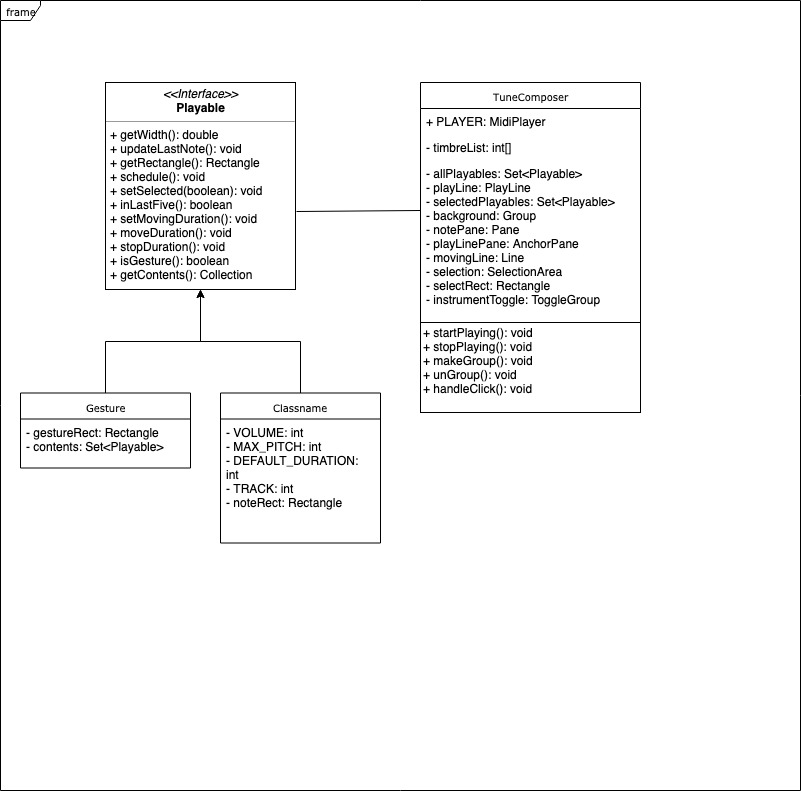 frame
<<Interface>>
Playable
+ getWidth(): double
+ updateLastNote(): void
+ getRectangle(): Rectangle
+ schedule(): void
+ setSelected(boolean): void
+ inLastFive(): boolean
+ setMovingDuration(): void
+ moveDuration(): void
+ stopDuration(): void
+ isGesture(): boolean
+ getContents(): Collection
TuneComposer
+ PLAYER: MidiPlayer
- timbreList: int[]
- allPlayables: Set<Playable>
- playLine: PlayLine
- selectedPlayables: Set<Playable>
- background: Group
- notePane: Pane
- playLinePane: AnchorPane
- movingLine: Line
- selection: SelectionArea
- selectRect: Rectangle
- instrumentToggle: ToggleGroup
+ startPlaying(): void
+ stopPlaying(): void
+ makeGroup(): void
+ unGroup(): void
+ handleClick(): void
Gesture
- gestureRect: Rectangle
- contents: Set<Playable>
Classname
- VOLUME: int
- MAX_PITCH: int
- DEFAULT_DURATION:
int
- TRACK: int
- noteRect: Rectangle